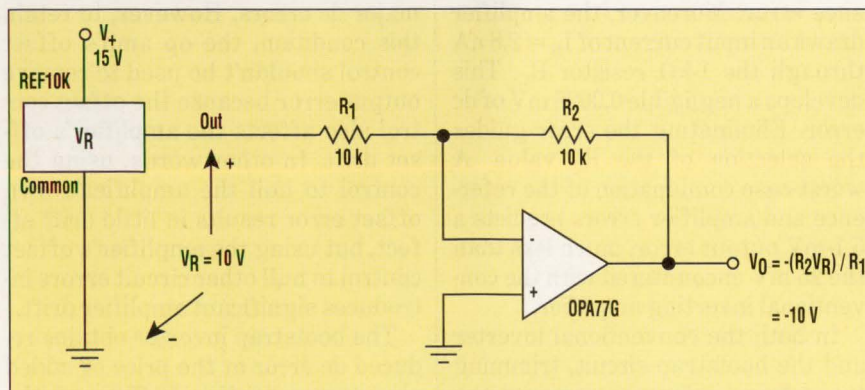 V+
15 V
REF10K
VR
Common
Out
+
VR = 10 V
-
R1
10 k
R2
10 k
-
+
OPA77G
VO = -(R2VR) / R1
= -10 V